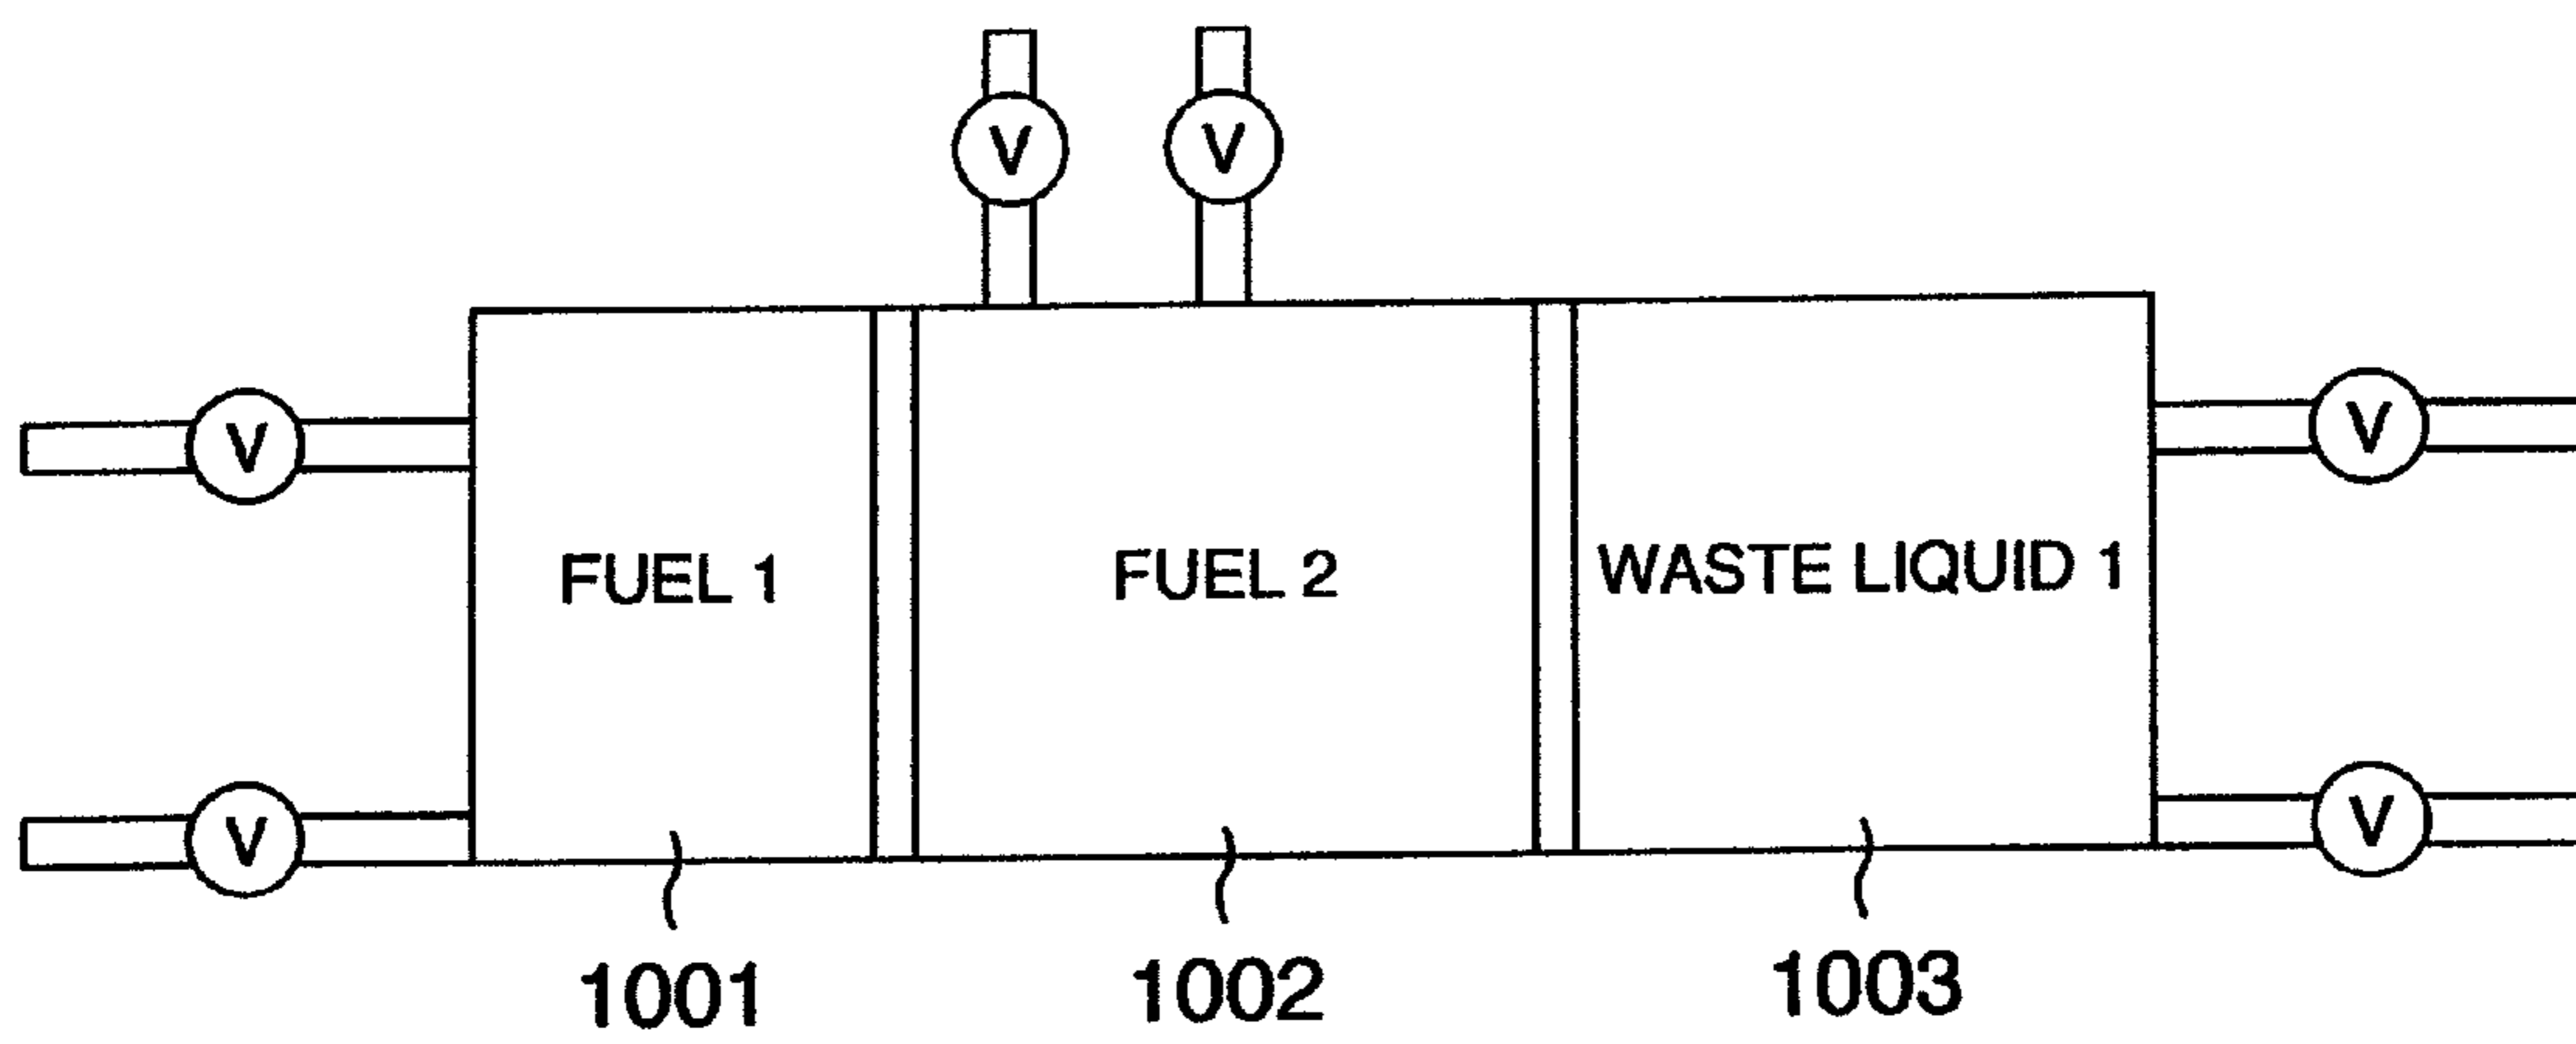 V V
V V
FUEL 1 FUEL 2 WASTE LIQUID 1
V V
1001 1002 1003